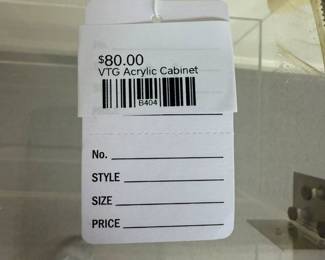 $80.00
VTG Acrylic Cabinet
B404
No.
STYLE
SIZE
PRICE